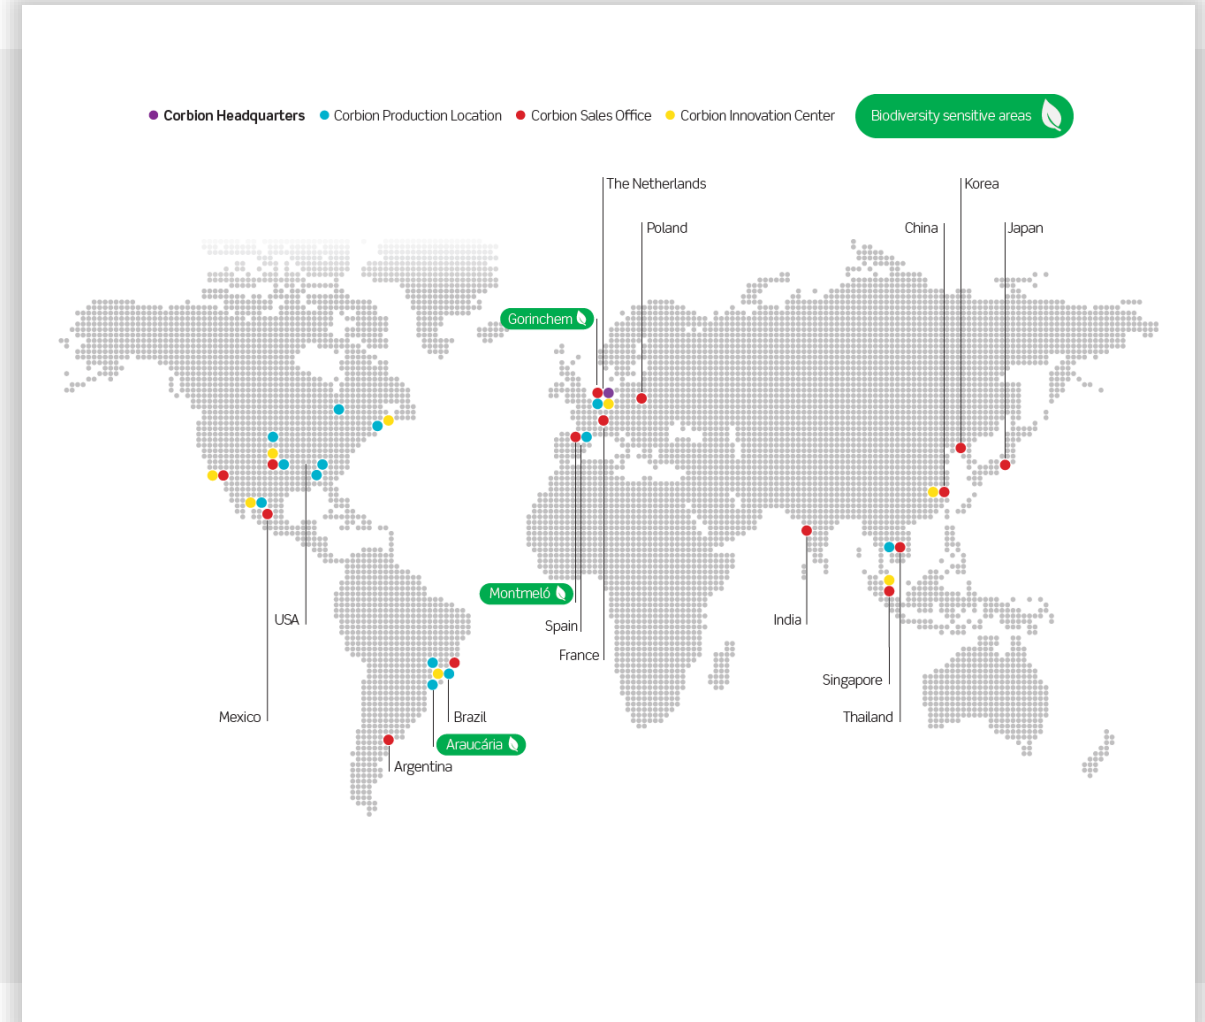 Corbion Headquarters
Corbion Production Location
Corbion Sales Office
Corbion Innovation Center
Biodiversity sensitive areas
The Netherlands
Korea
Poland
China
Japan
Gorinchem
Montmeló
USA
Spain
India
France
Singapore
Mexico
Brazil
Thailand
Araucária
Argentina